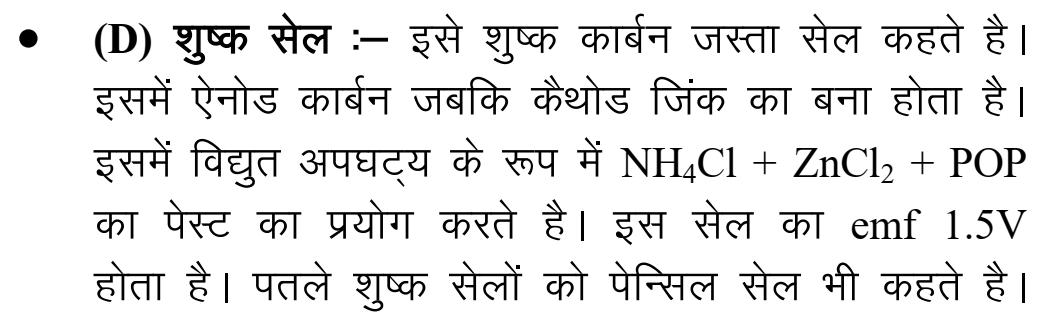 • (D) शुष्क सेल :– इसे शुष्क कार्बन जस्ता सेल कहते है।
इसमें ऐनोड कार्बन जबकि कैथोड जिंक का बना होता है।
इसमें विद्युत अपघट्य के रूप में NH₄Cl + ZnCl₂ + POP
का पेस्ट का प्रयोग करते है। इस सेल का emf 1.5V
होता है। पतले शुष्क सेलों को पेन्सिल सेल भी कहते है।